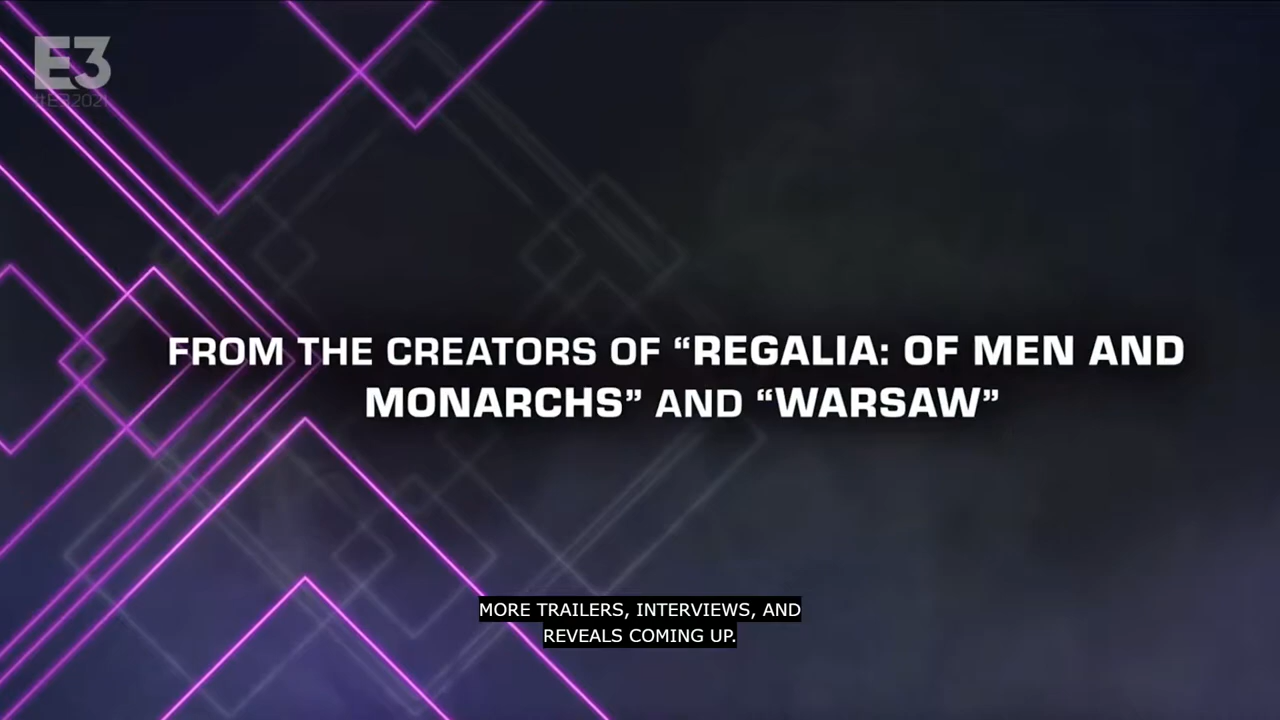 E3
#E32021
FROM THE CREATORS OF “REGALIA: OF MEN AND
MONARCHS” AND “WARSAW”
MORE TRAILERS, INTERVIEWS, AND
REVEALS COMING UP.